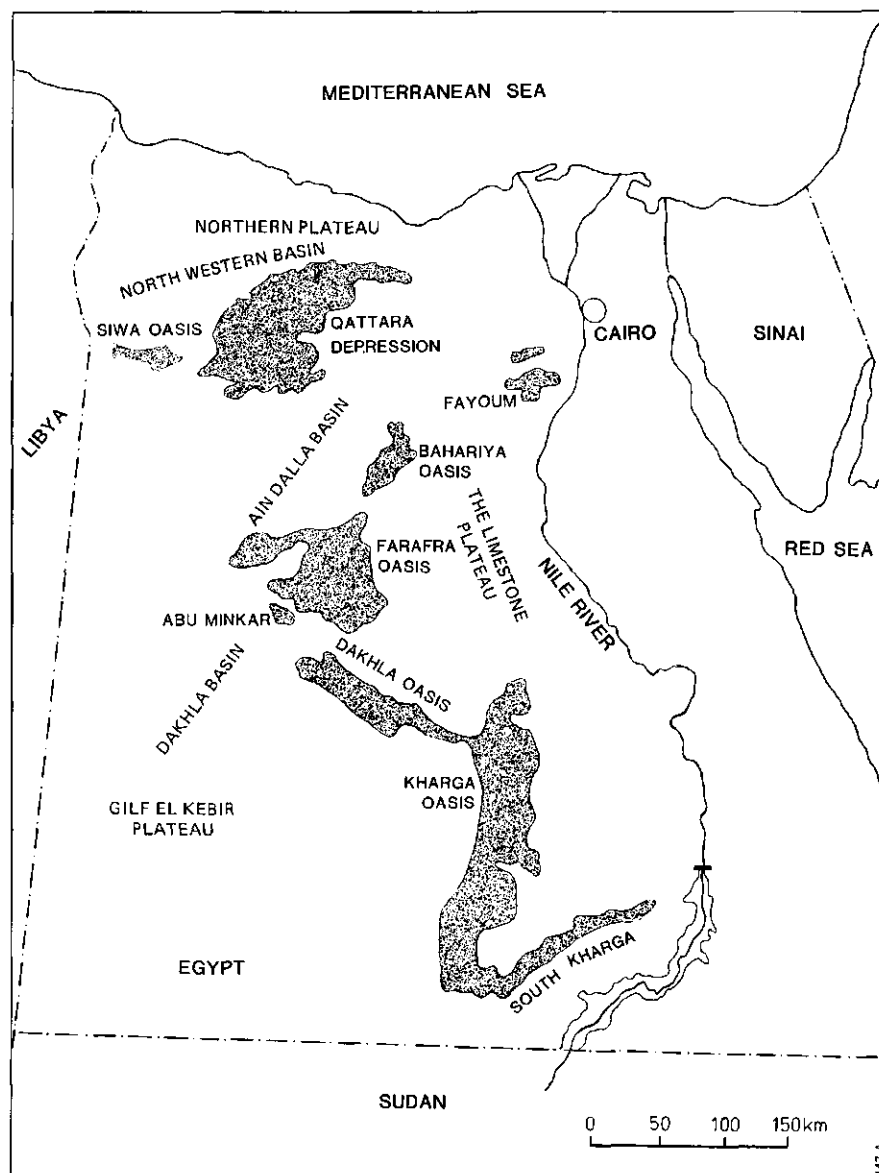 MEDITERRANEAN SEA
NORTHERN PLATEAU
NORTH WESTERN BASIN
SIWA OASIS
QATTARA
DEPRESSION
CAIRO
SINAI
FAYOUM
LIBYA
AIN DALLA BASIN
BAHARIYA
OASIS
THE LIMESTONE
PLATEAU
RED SEA
FARAFRA
OASIS
NILE RIVER
ABU MINKAR
DAKHLA BASIN
DAKHLA OASIS
KHARGA
OASIS
GILF EL KEBIR
PLATEAU
EGYPT
SOUTH KHARGA
SUDAN
0 50 100 150km